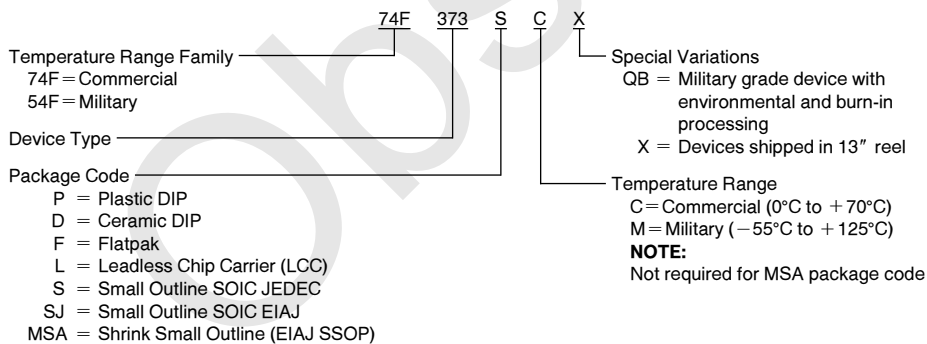 74F 373 S C X
Temperature Range Family
74F = Commercial
54F = Military
Device Type
Package Code
P = Plastic DIP
D = Ceramic DIP
F = Flatpak
L = Leadless Chip Carrier (LCC)
S = Small Outline SOIC JEDEC
SJ = Small Outline SOIC EIAJ
MSA = Shrink Small Outline (EIAJ SSOP)
Special Variations
QB = Military grade device with
environmental and burn-in
processing
X = Devices shipped in 13″ reel
Temperature Range
C = Commercial (0°C to +70°C)
M = Military (−55°C to +125°C)
NOTE:
Not required for MSA package code
Obs